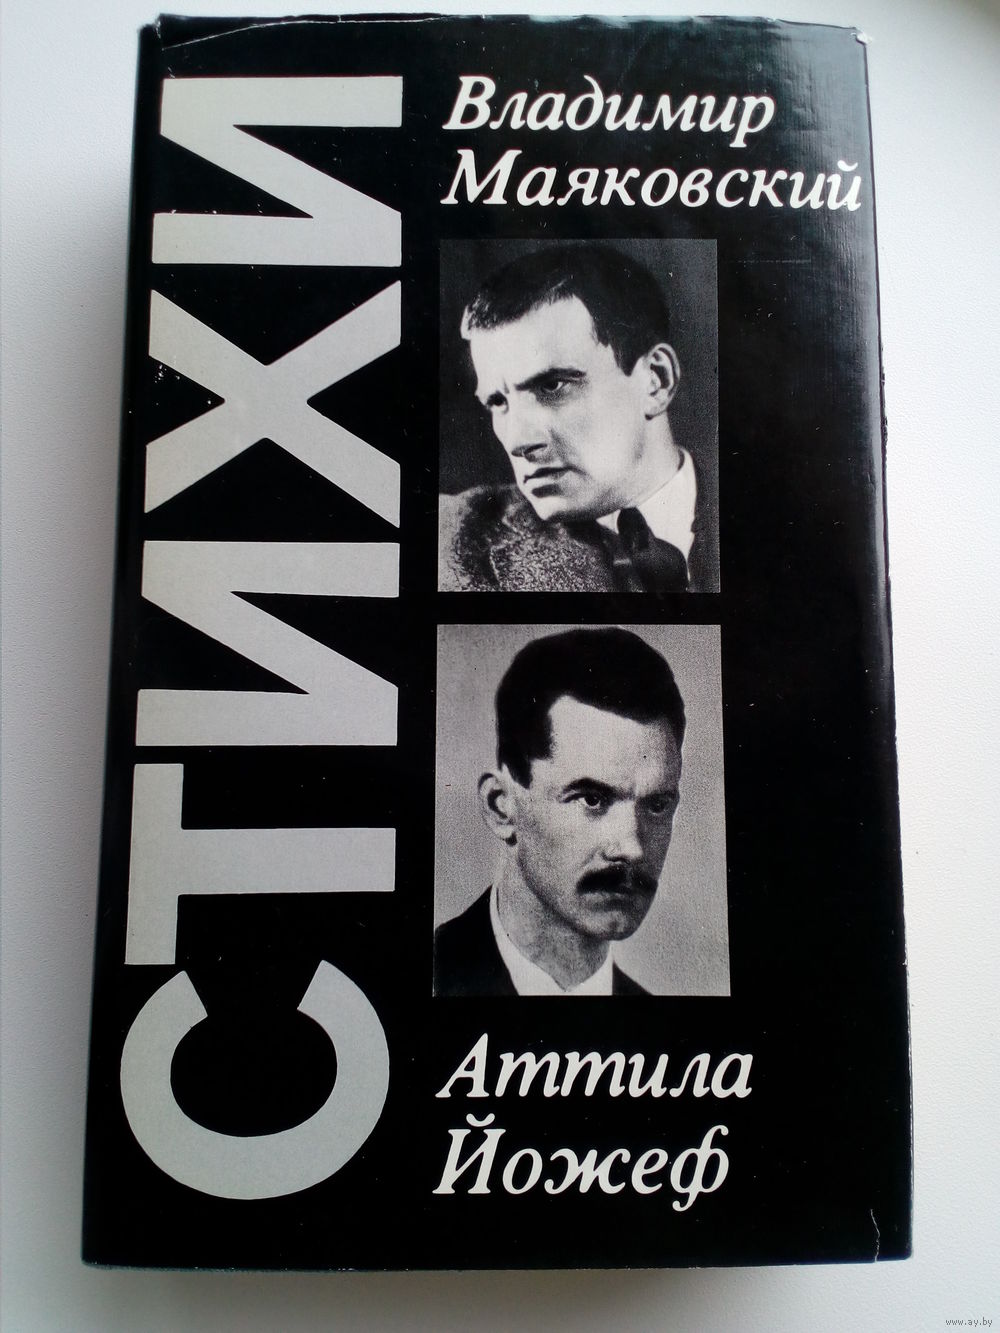 СТИХИ
Владимир
Маяковский
Аттила
Йожеф
www.ay.by